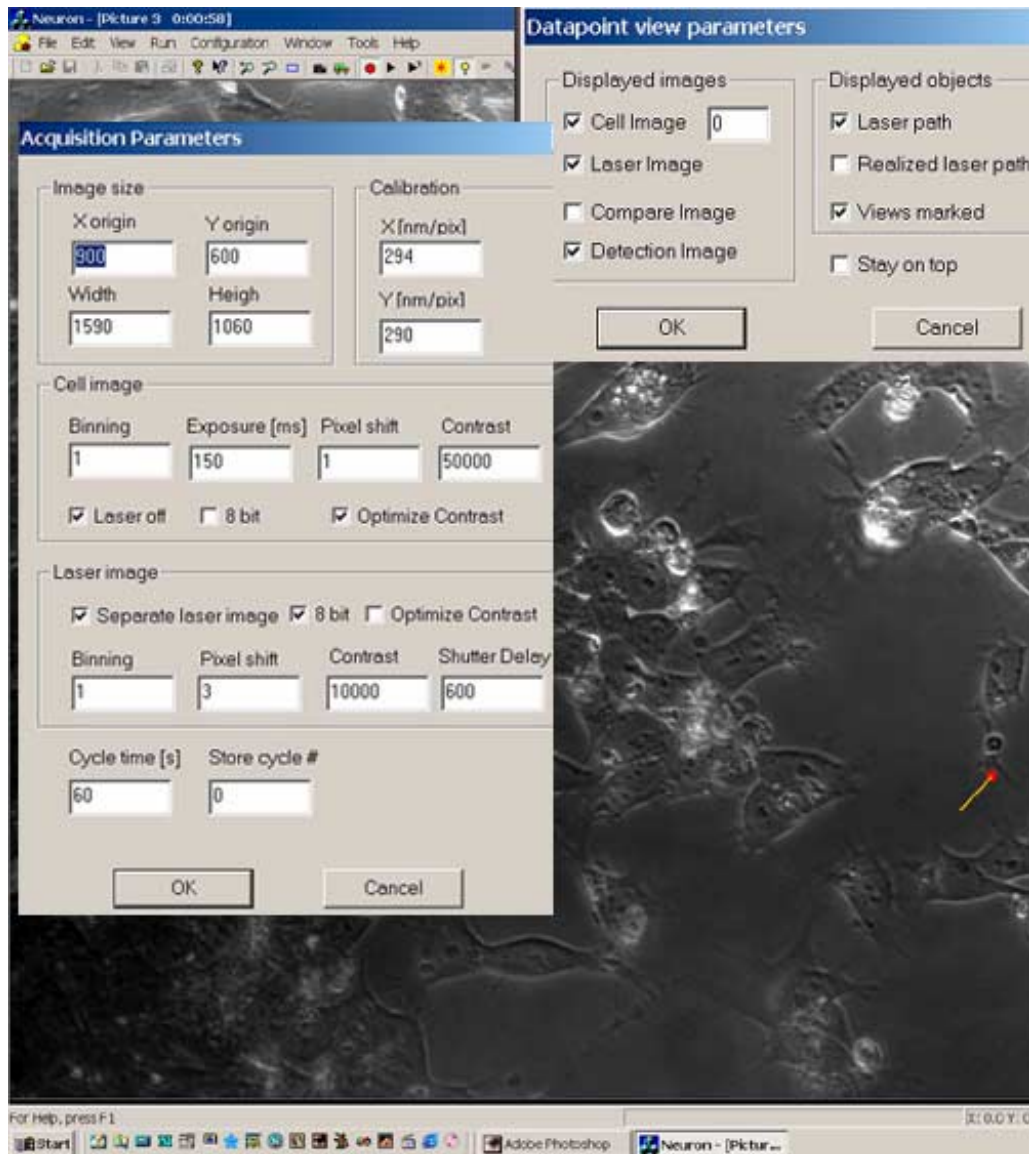 Neuron - [Picture 3 0:00:58]
File Edit View Run Configuration Window Tools Help
Datapoint view parameters
Displayed images
Cell Image 0
Laser Image
Compare Image
Detection Image
Displayed objects
Laser path
Realized laser path
Views marked
Stay on top
OK Cancel
Acquisition Parameters
Image size
X origin Y origin
900 600
Width Heigh
1590 1060
Calibration
X [nm/pix]
294
Y [nm/pix]
290
Cell image
Binning Exposure [ms] Pixel shift Contrast
1 150 1 50000
Laser off 8 bit Optimize Contrast
Laser image
Separate laser image 8 bit Optimize Contrast
Binning Pixel shift Contrast Shutter Delay
1 3 10000 600
Cycle time [s] Store cycle #
60 0
OK Cancel
For Help, press F1 X: 0.0 Y: 0
Start Adobe Photoshop Neuron - [Pictur...